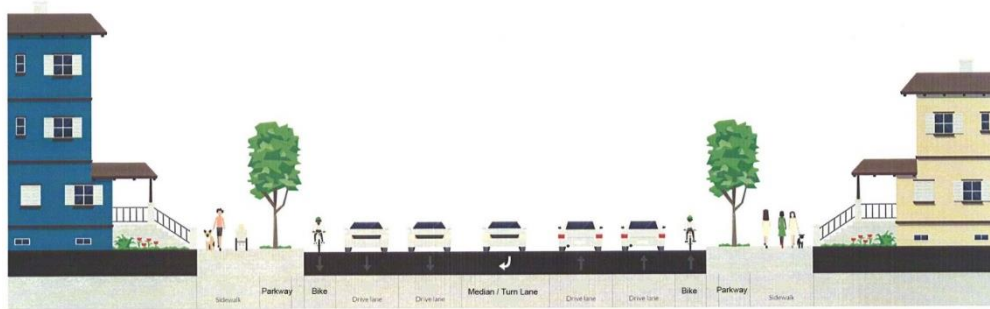 Sidewalk
Parkway
Bike
Drive lane
Drive lane
Median / Turn Lane
Drive lane
Drive lane
Bike
Parkway
Sidewalk